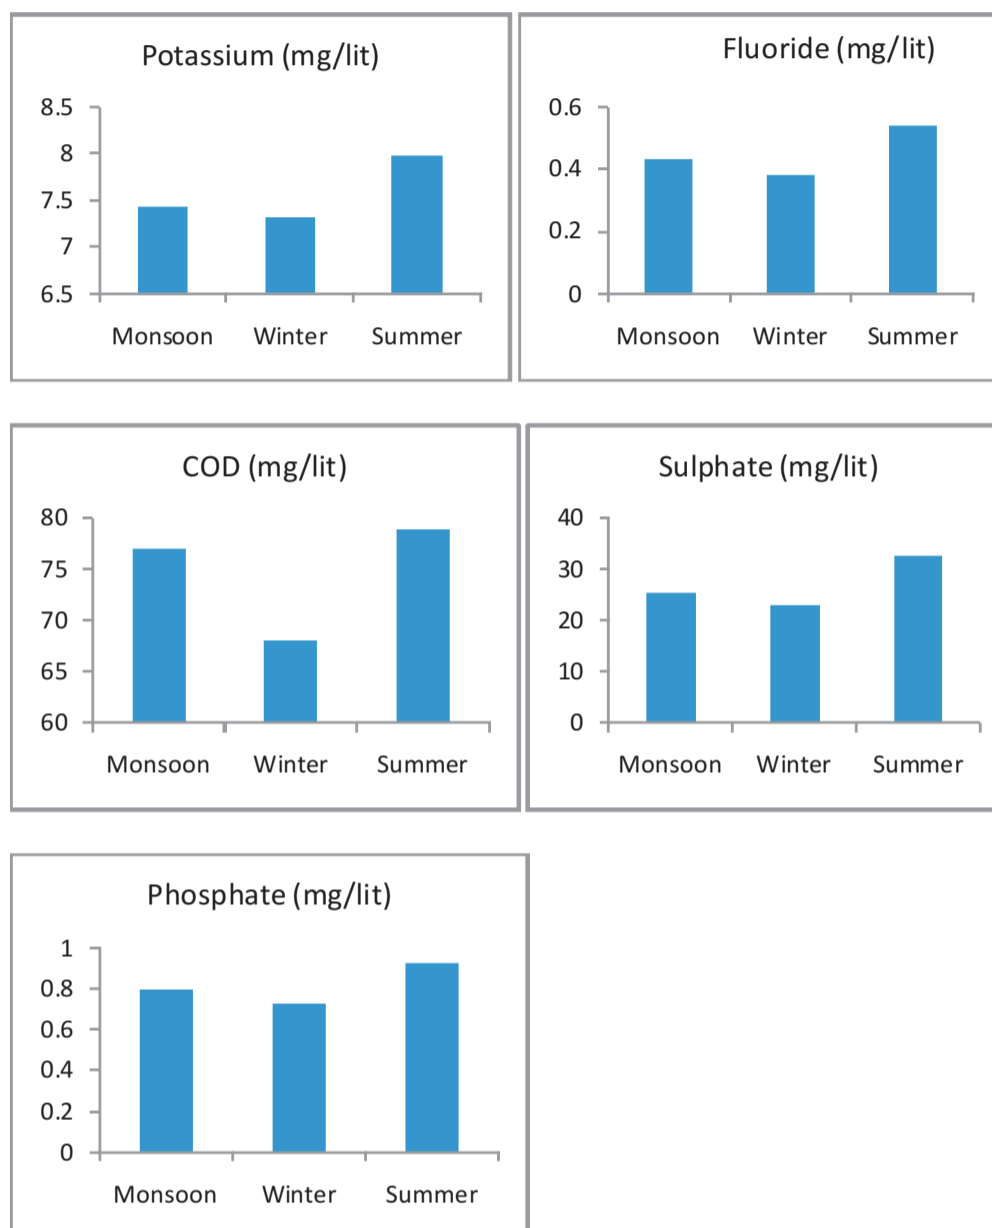 Potassium (mg/lit)
8.5
8
7.5
7
6.5
Monsoon Winter Summer
Fluoride (mg/lit)
0.6
0.4
0.2
0
Monsoon Winter Summer
COD (mg/lit)
80
75
70
65
60
Monsoon Winter Summer
Sulphate (mg/lit)
40
30
20
10
0
Monsoon Winter Summer
Phosphate (mg/lit)
1
0.8
0.6
0.4
0.2
0
Monsoon Winter Summer